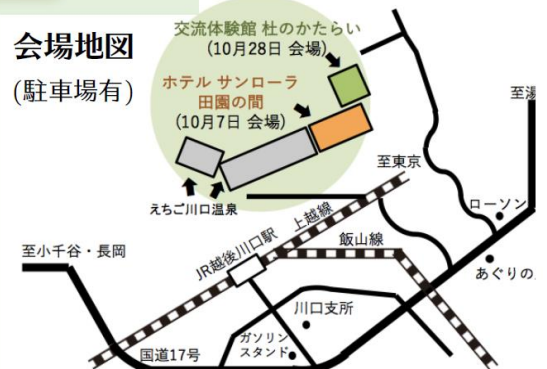 会場地図
(駐車場有)
交流体験館 杜のかたらい
(10月28日 会場)
ホテル サンローラ
田園の間
(10月7日 会場)
えちご川口温泉
至湯
至東京
ローソン
上越線
飯山線
JR越後川口駅
至小千谷・長岡
あぐりの
川口支所
ガソリン
スタンド
国道17号